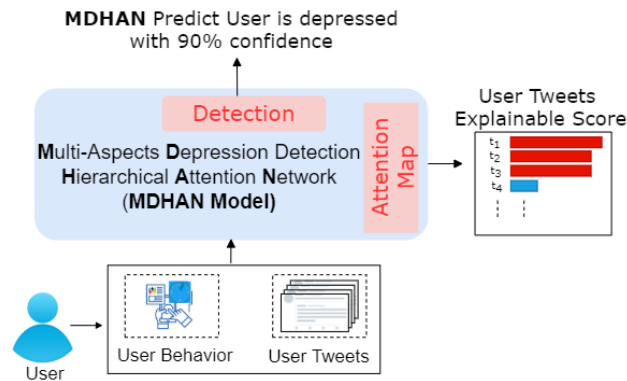 MDHAN Predict User is depressed
with 90% confidence
Detection
Multi-Aspects Depression Detection
Hierarchical Attention Network
(MDHAN Model)
Attention
Map
User Tweets
Explainable Score
t1
t2
t3
t4
User Behavior
User Tweets
User